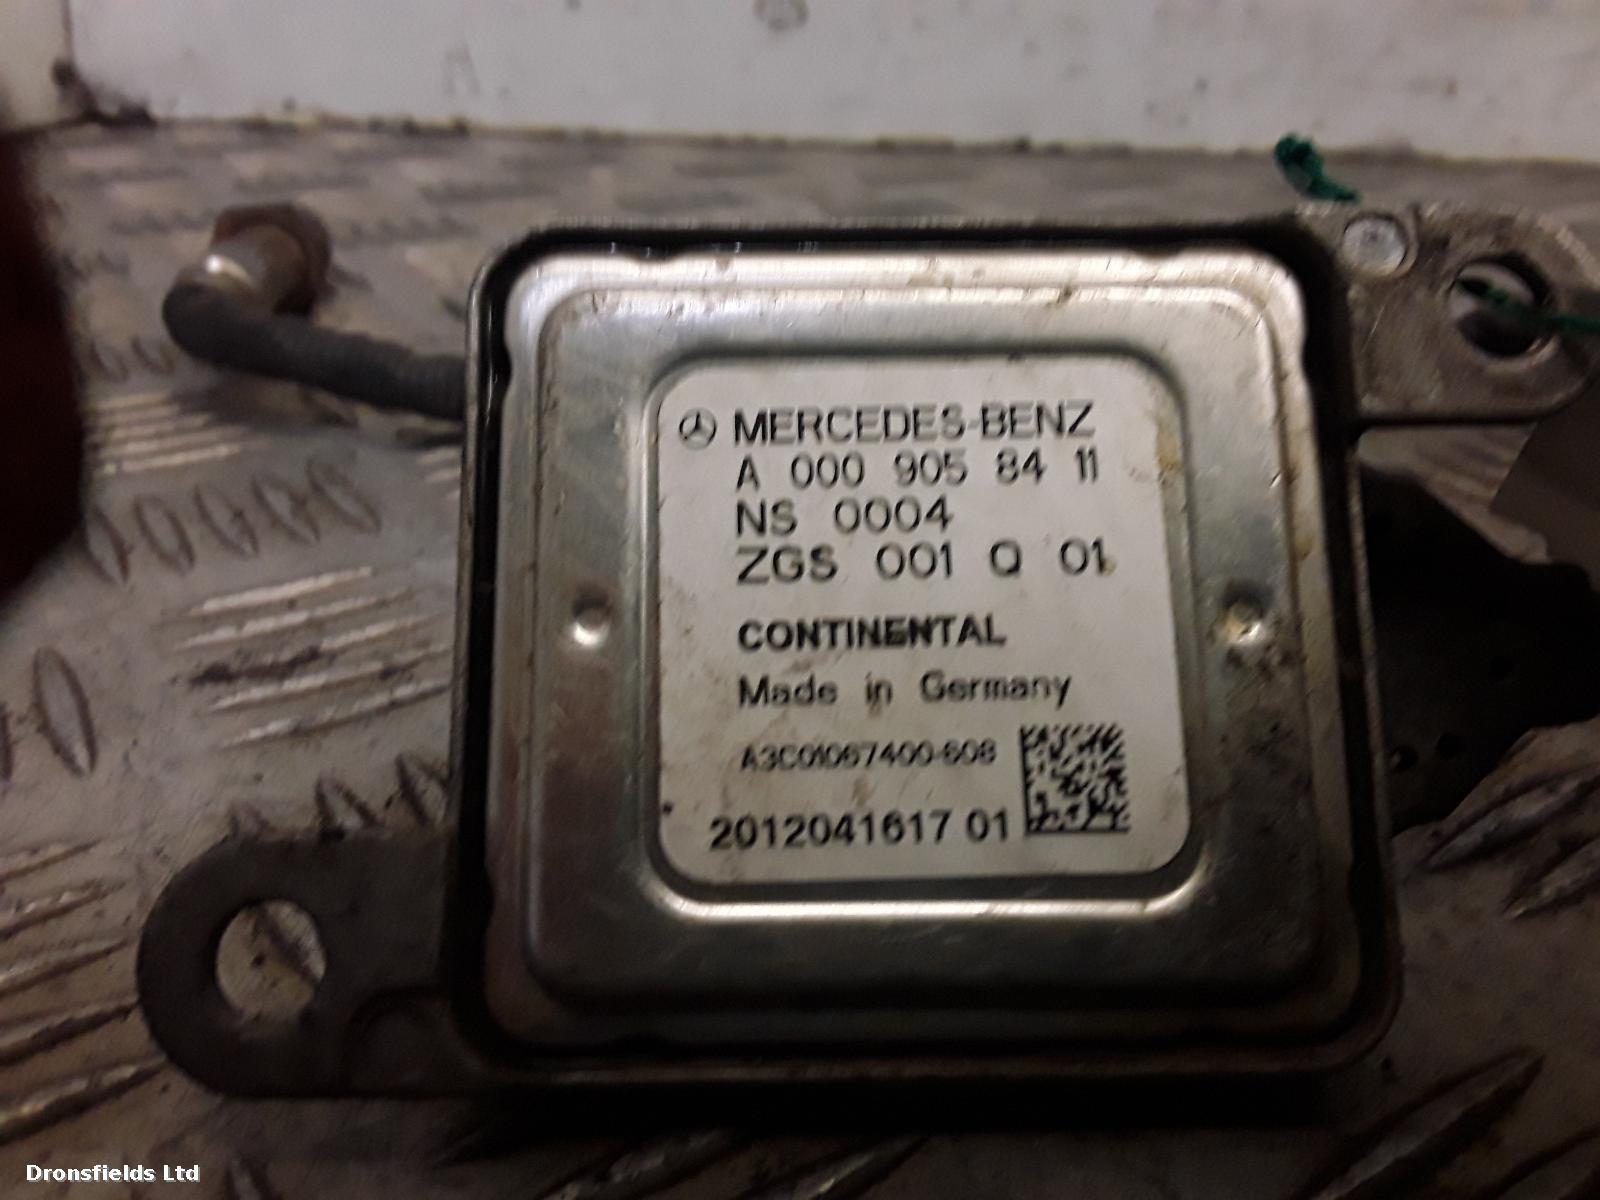 MERCEDES-BENZ
A 000 905 84 11
NS 0004
ZGS 001 Q 01
CONTINENTAL
Made in Germany
A3C01067400-608
2012041617 01
Dronsfields Ltd